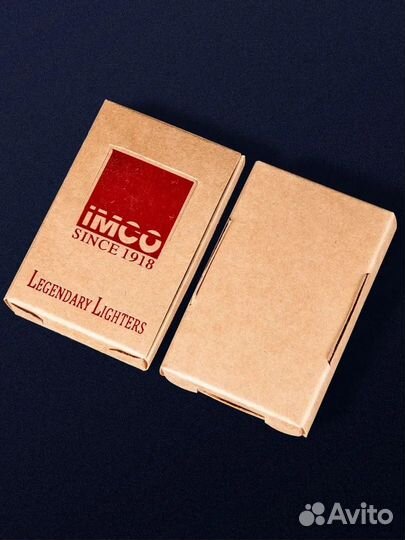 IMCO
SINCE 1918
LEGENDARY LIGHTERS
Avito